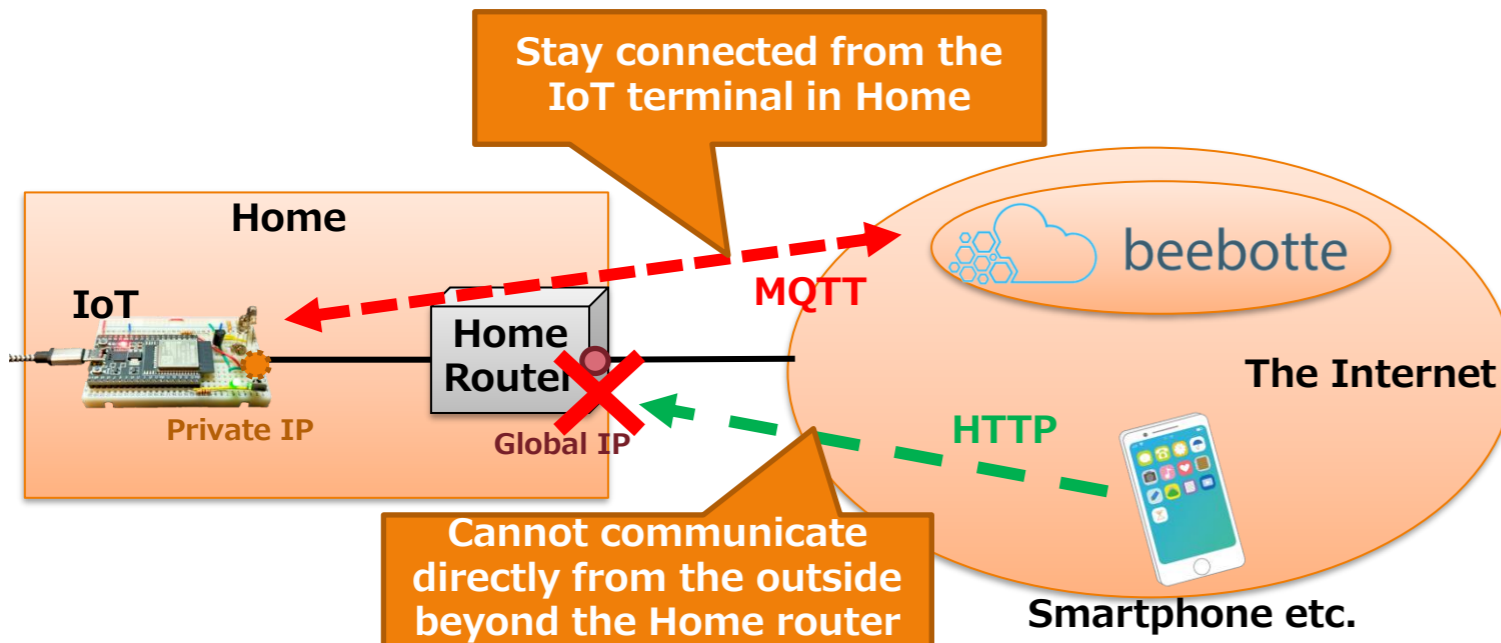 Stay connected from the
IoT terminal in Home
Home
beebotte
MQTT
IoT
Home
Router
The Internet
Private IP
Global IP
HTTP
Cannot communicate
directly from the outside
beyond the Home router
Smartphone etc.